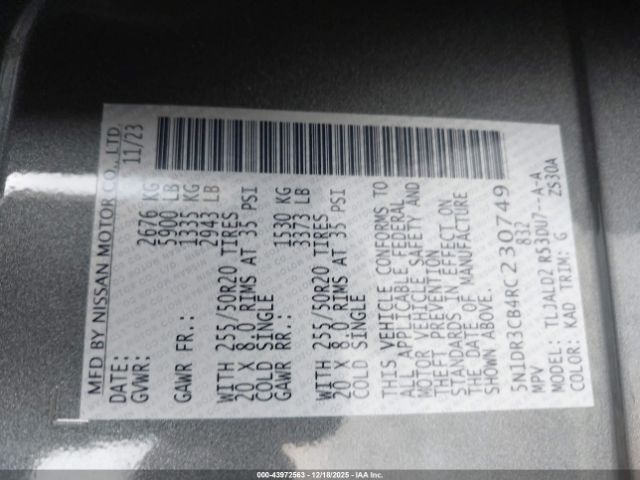 MFD BY NISSAN MOTOR CO., LTD
DATE: 11/23
GVWR: 2676 KG
5900 LB
GAWR FR.: 1335 KG
2943 LB
WITH 255/50R20 TIRES
20 X 8.0 RIMS AT 35 PSI
COLD SINGLE
GAWR RR.: 1530 KG
3373 LB
WITH 255/50R20 TIRES
20 X 8.0 RIMS AT 35 PSI
COLD SINGLE
THIS VEHICLE CONFORMS TO
ALL APPLICABLE FEDERAL
MOTOR VEHICLE SAFETY AND
THEFT PREVENTION
STANDARDS IN EFFECT ON
THE DATE OF MANUFACTURE
SHOWN ABOVE.
5N1DR3CB4RC230749
MPV 832
MODEL: TLJALD2 R53DU7--A-A
COLOR: KAD TRIM: G ZS30A
000-43972563 - 12/18/2025 - IAAI.com